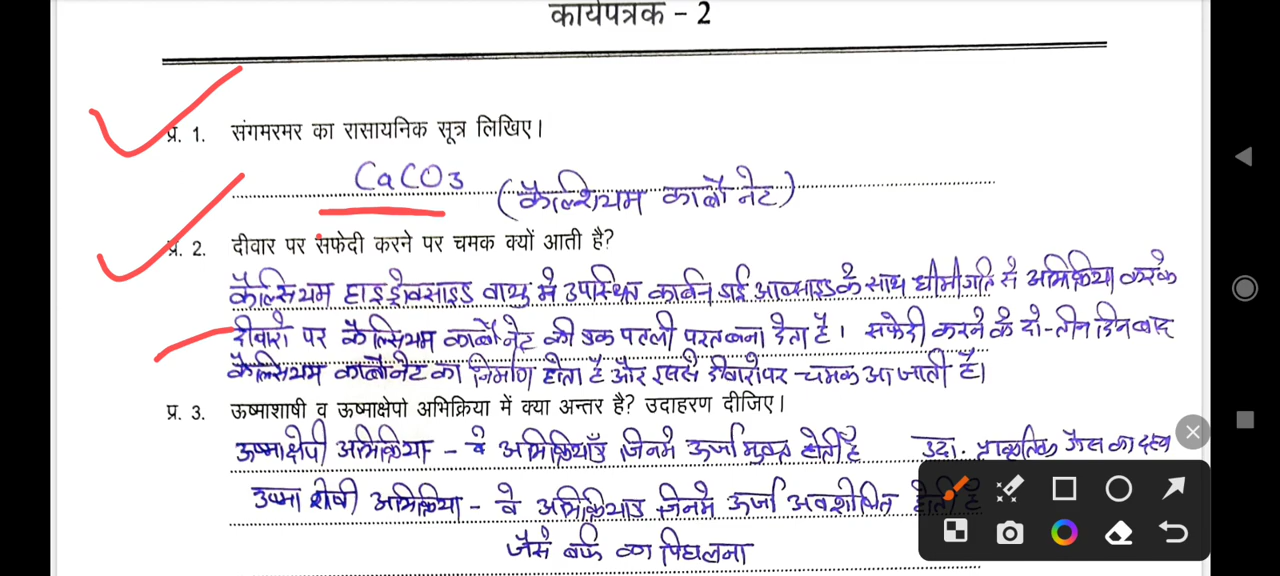 कार्यपत्रक - 2
प्र. 1. संगमरमर का रासायनिक सूत्र लिखिए।
CaCO3 (कैल्शियम कार्बोनेट)
प्र. 2. दीवार पर सफेदी करने पर चमक क्यों आती है?
कैल्सियम हाइड्रोक्साइड वायु मे उपस्थित कार्बन डाई आक्साइड के साथ धीमी गति से अभिक्रिया करके
दीवारो पर कैल्सियम कार्बोनेट की एक पतली परत बना देता है। सफेदी करने के दो-तीन दिन बाद
कैल्सियम कार्बोनेट का निर्माण होता है और इससे दीवारो पर चमक आ जाती है।
प्र. 3. ऊष्माशाषी व ऊष्माक्षेपो अभिक्रिया में क्या अन्तर है? उदाहरण दीजिए।
ऊष्माक्षेपी अभिक्रिया - वे अभिक्रियाएँ जिनमे ऊर्जा मुक्त होती है उदा. प्राकृतिक गैस का दहन
उष्मा शोषी अभिक्रिया - वे अभिक्रियाए जिनमे ऊर्जा अवशोषित होती है
जैसे बर्फ का पिघलना